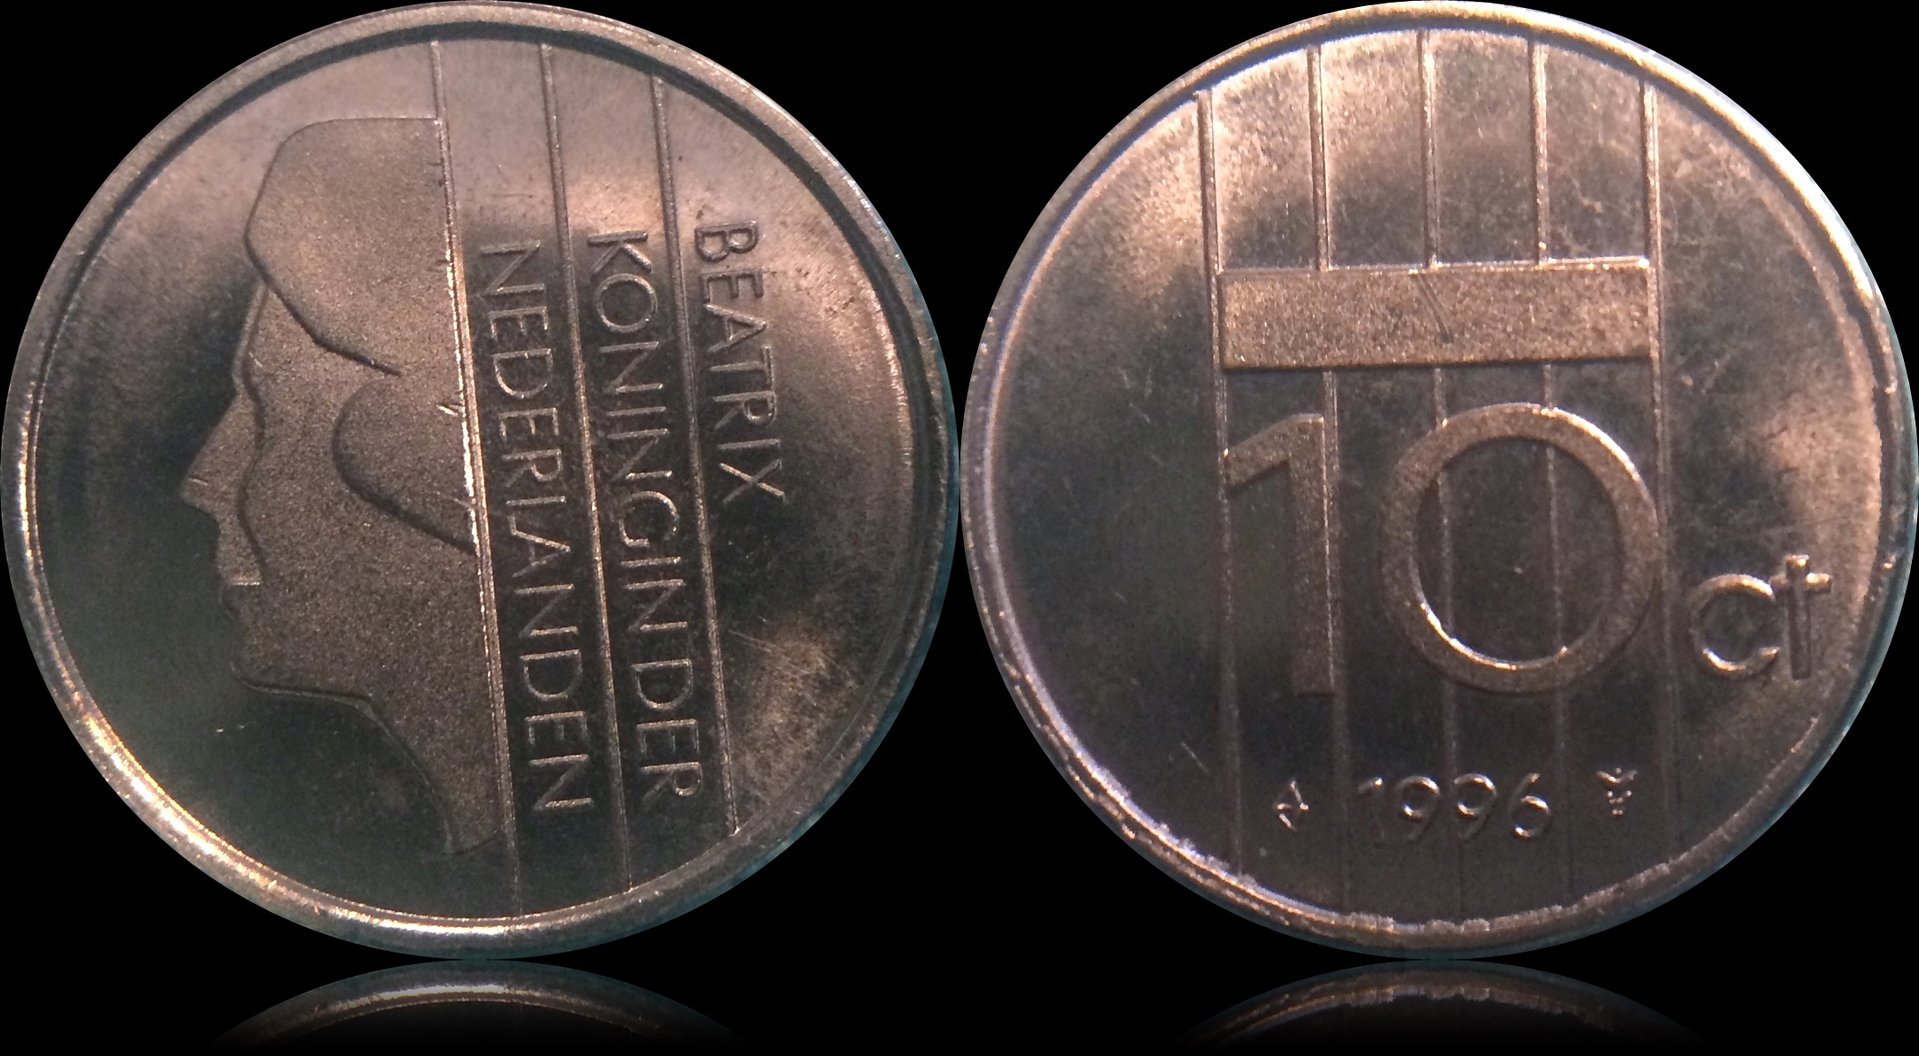 BEATRIX
KONINGIN DER
NEDERLANDEN
10 ct
1996